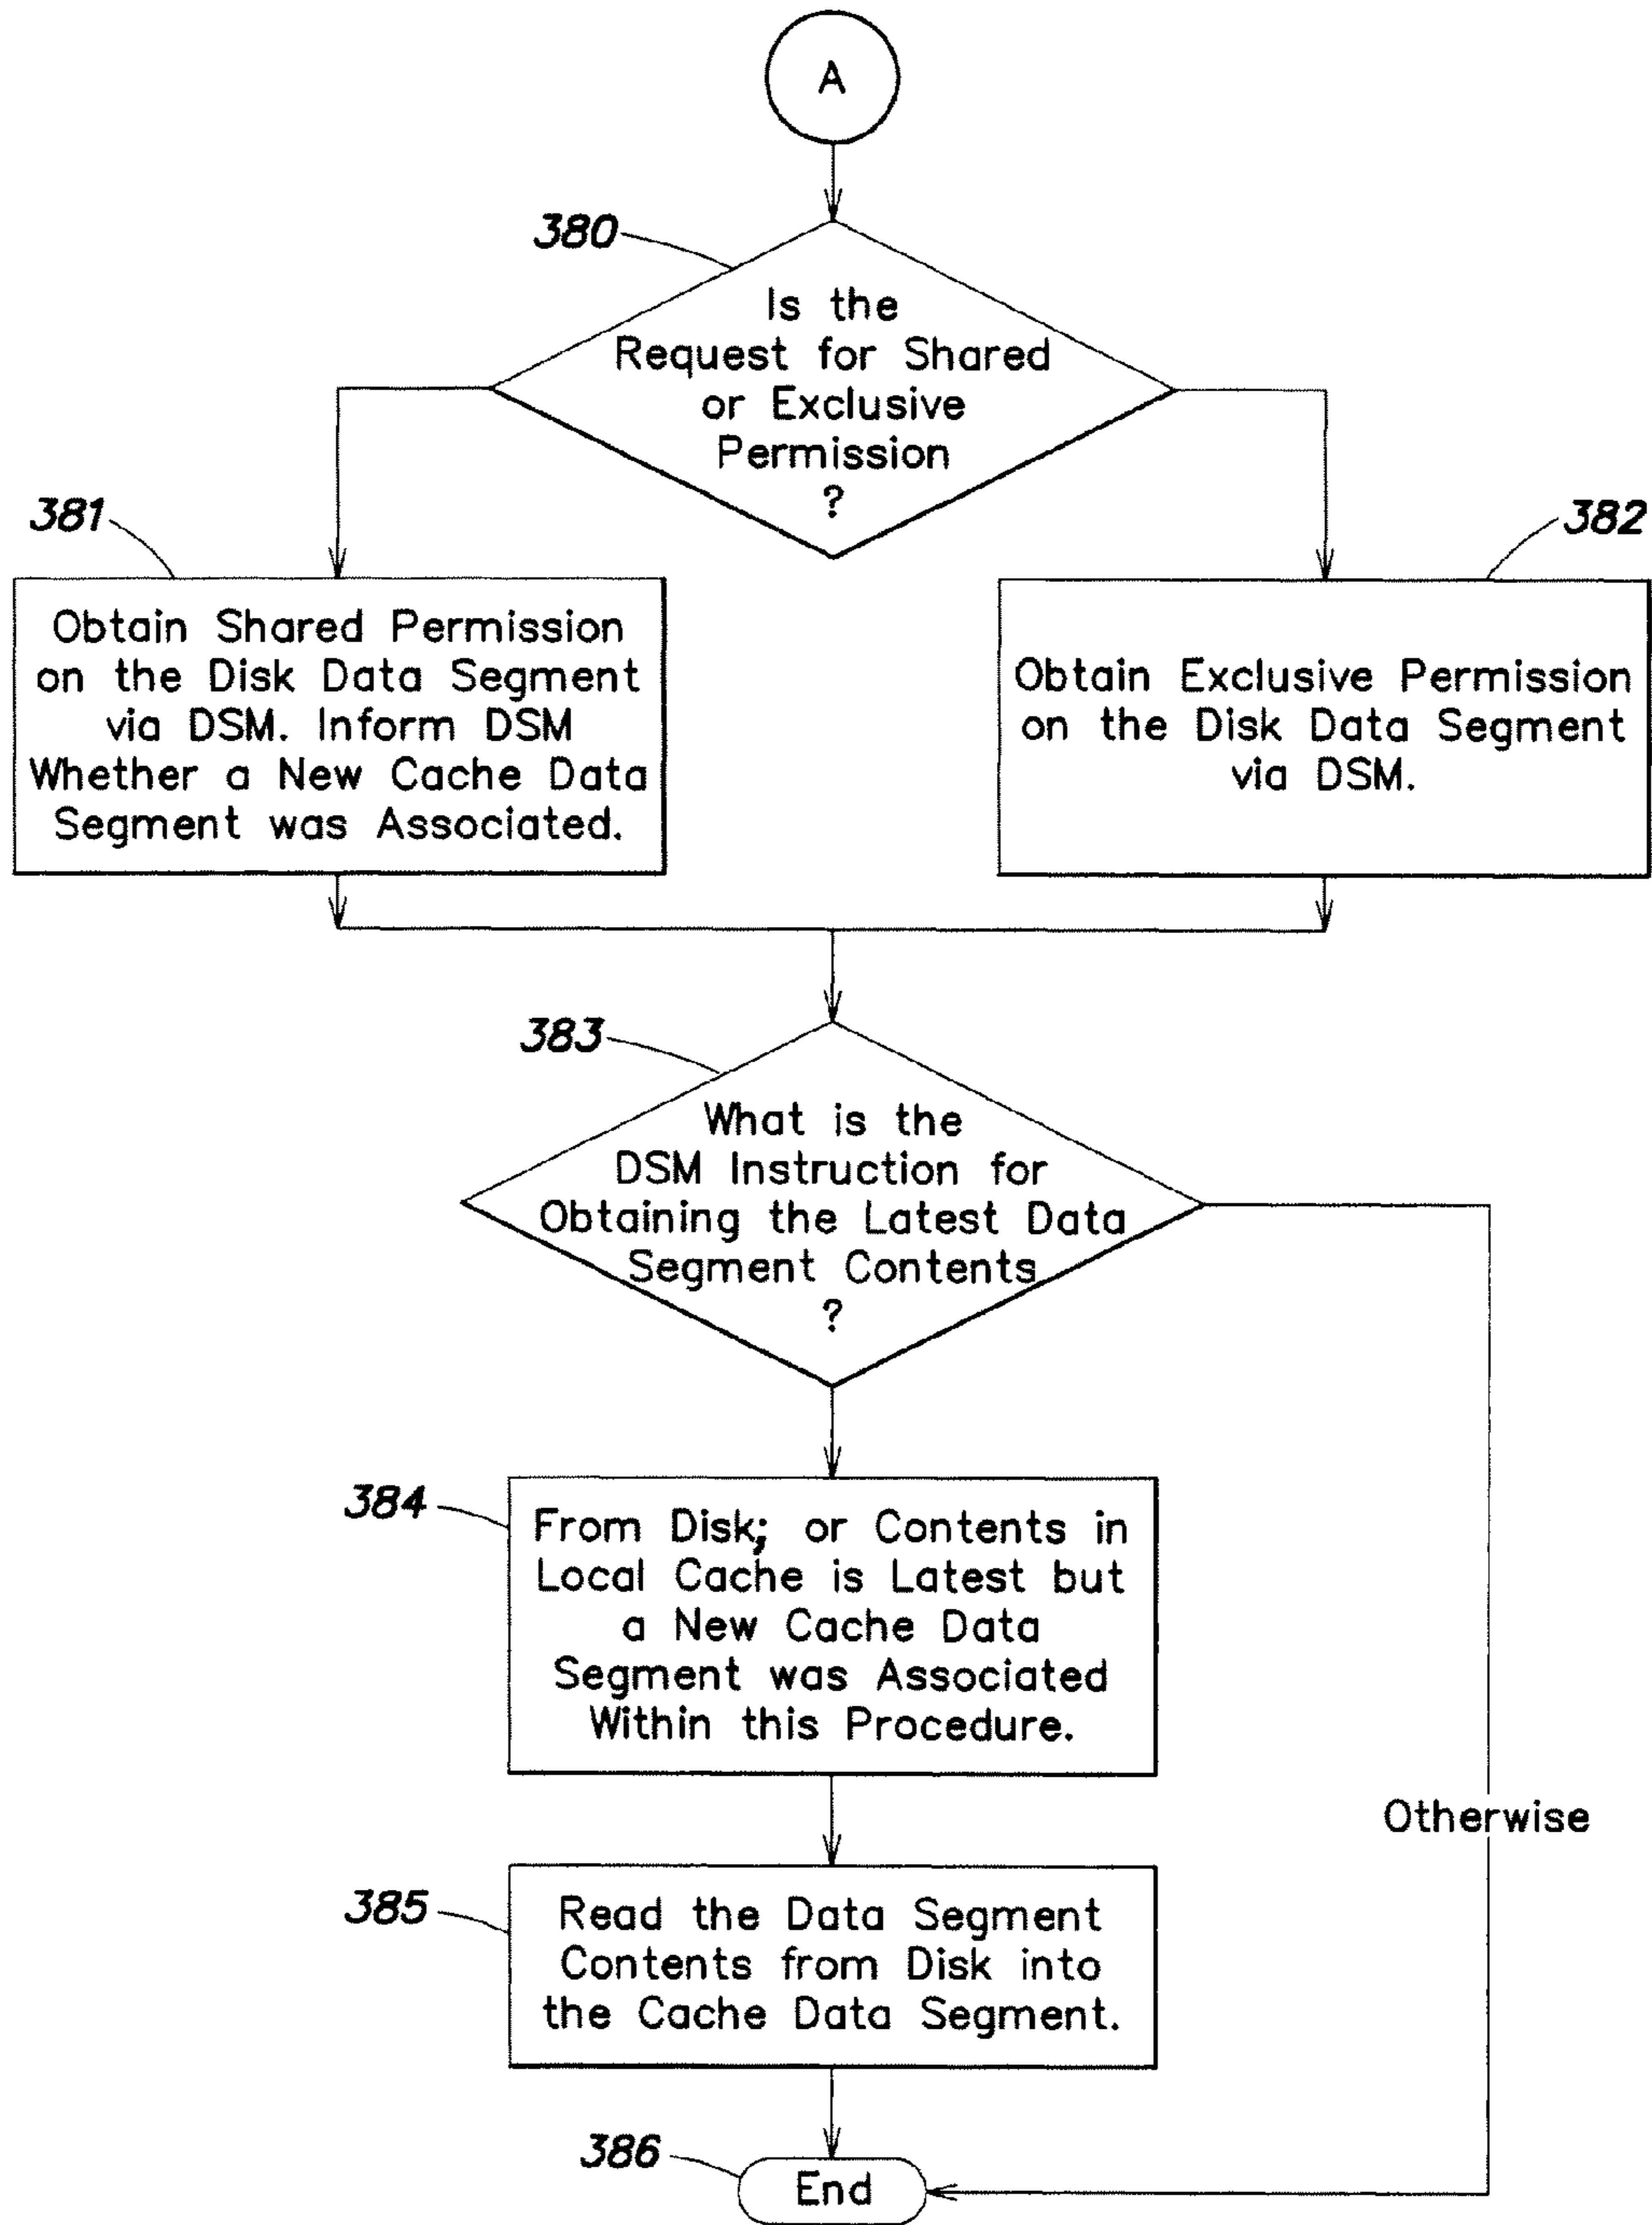 A
380
Is the
Request for Shared
or Exclusive
Permission
?
381
Obtain Shared Permission
on the Disk Data Segment
via DSM. Inform DSM
Whether a New Cache Data
Segment was Associated.
382
Obtain Exclusive Permission
on the Disk Data Segment
via DSM.
383
What is the
DSM Instruction for
Obtaining the Latest Data
Segment Contents
?
384
From Disk; or Contents in
Local Cache is Latest but
a New Cache Data
Segment was Associated
Within this Procedure.
Otherwise
385
Read the Data Segment
Contents from Disk into
the Cache Data Segment.
386
End